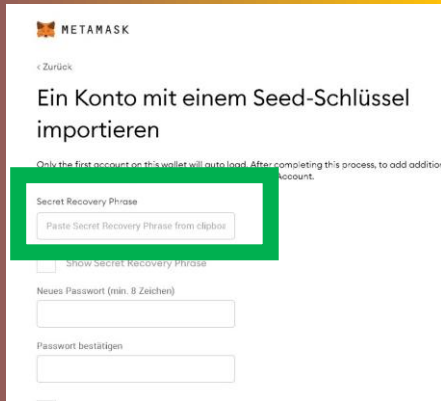 METAMASK
< Zurück
Ein Konto mit einem Seed-Schlüssel
importieren
Only the first account on this wallet will auto load. After completing this process, to add
Account.
Secret Recovery Phrase
Paste Secret Recovery Phrase from
Show Secret Recovery Phrase
Neues Passwort (min. 8 Zeichen)
Passwort bestätigen